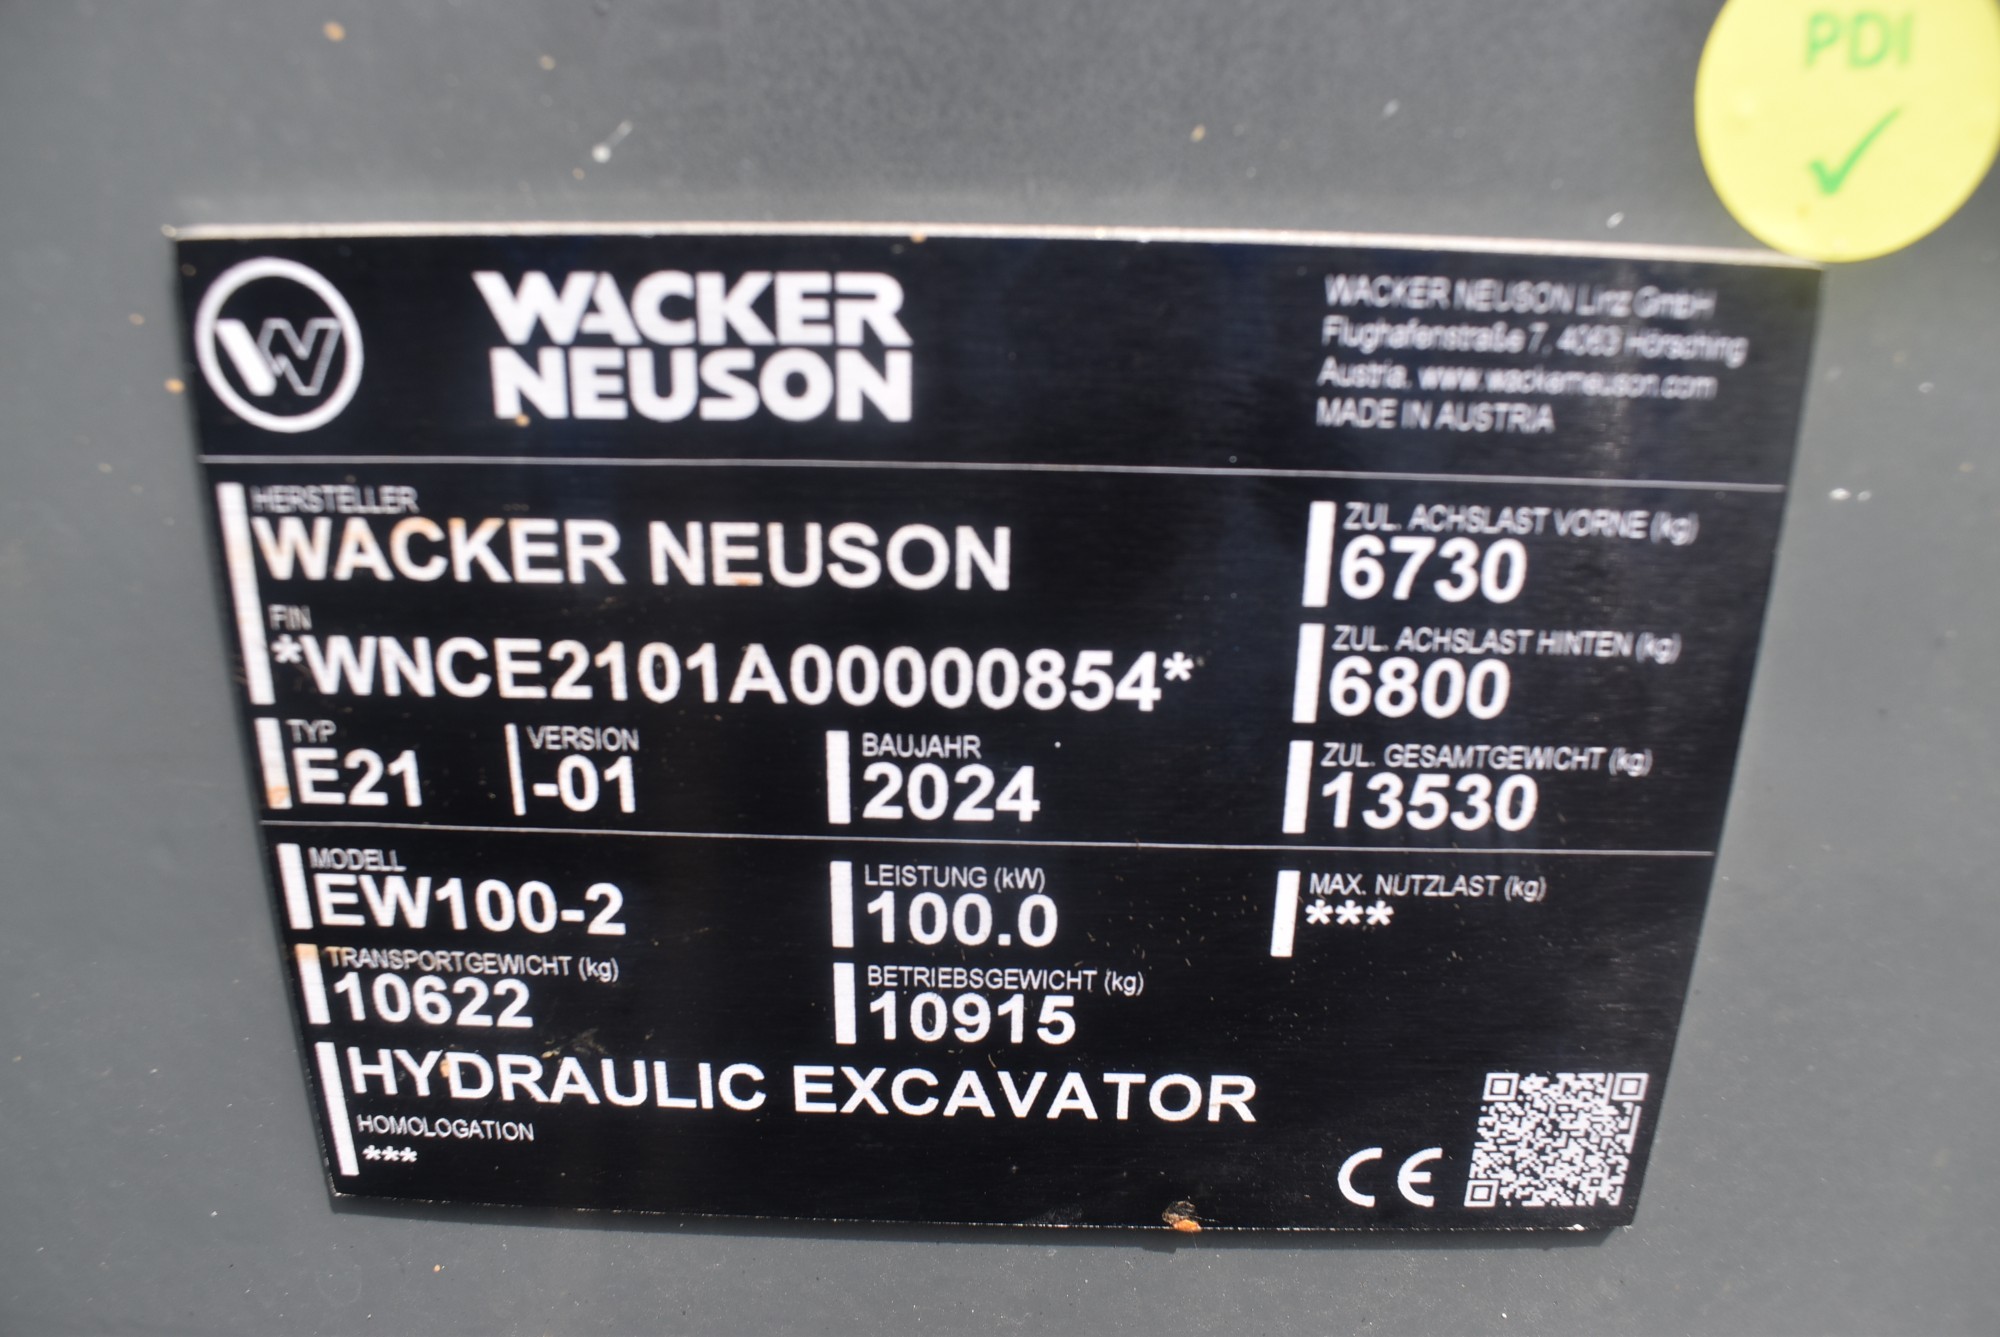 PDI
WACKER
NEUSON
WACKER NEUSON Linz GmbH
Flughafenstraße 7, 4063 Hörsching
Austria, www.wackerneuson.com
MADE IN AUSTRIA
HERSTELLER
WACKER NEUSON
FIN
*WNCE2101A00000854*
TYP
E21
VERSION
-01
BAUJAHR
2024
ZUL. ACHSLAST VORNE (kg)
6730
ZUL. ACHSLAST HINTEN (kg)
6800
ZUL. GESAMTGEWICHT (kg)
13530
MODELL
EW100-2
LEISTUNG (kW)
100.0
MAX. NUTZLAST (kg)
***
TRANSPORTGEWICHT (kg)
10622
BETRIEBSGEWICHT (kg)
10915
HYDRAULIC EXCAVATOR
HOMOLOGATION
***
CE